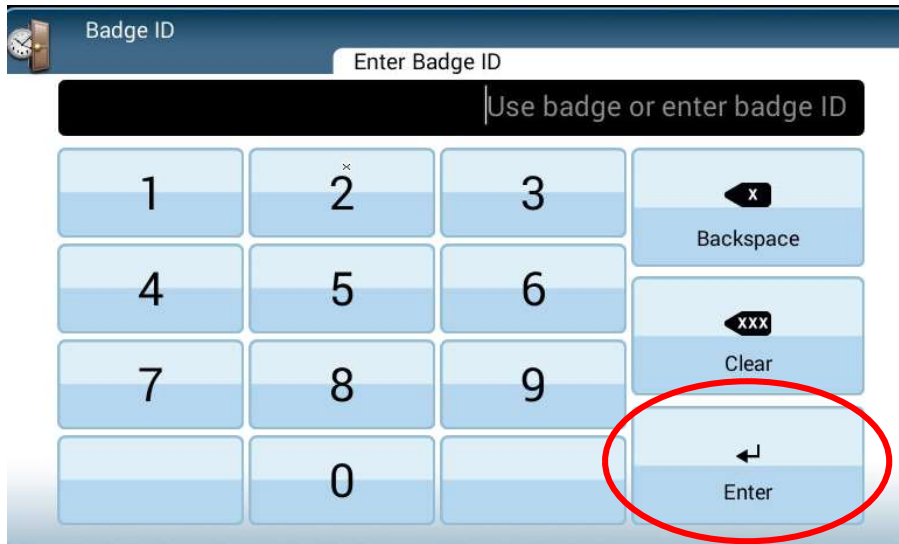 Badge ID
Enter Badge ID
Use badge or enter badge ID
1 2 3
X
Backspace
4 5 6
XXX
Clear
7 8 9
Enter
0